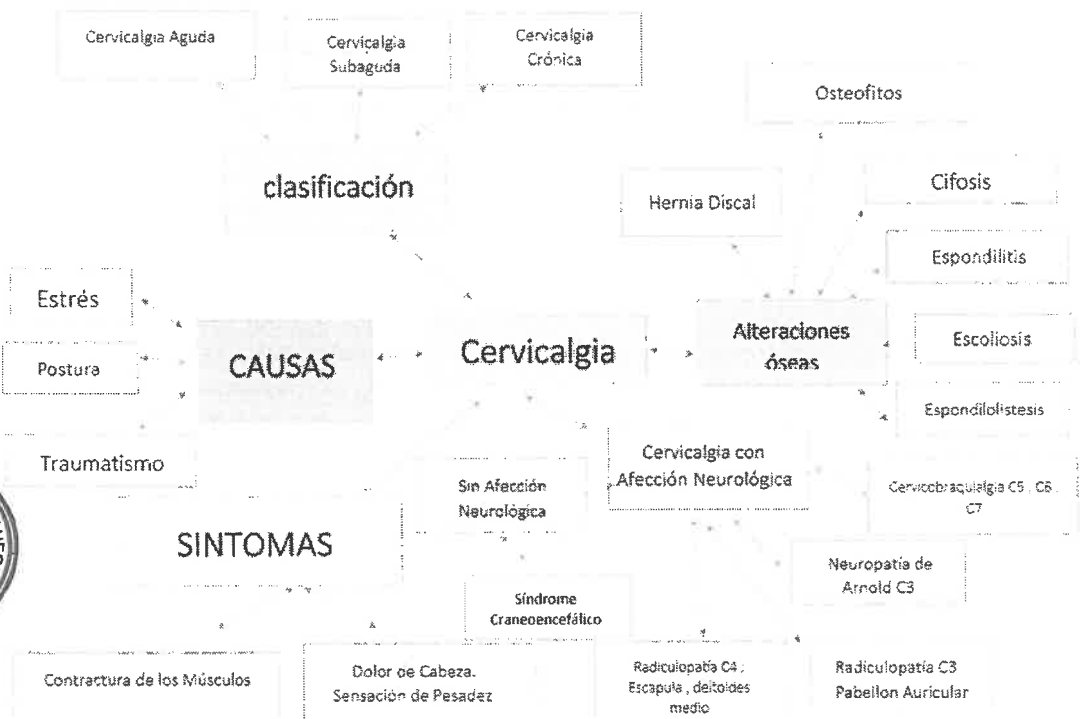 Cervicalgia Aguda
Cervicalgia
Subaguda
Cervicalgia
Crónica
Osteofitos
clasificación
Hernia Discal
Cifosis
Espondilitis
Estrés
CAUSAS
Cervicalgia
Alteraciones
óseas
Escoliosis
Postura
Espondilolistesis
Traumatismo
Cervicalgia con
Afección Neurológica
Sin Afección
Neurológica
Cervicobraquialgia C5 , C6 ,
C7
SINTOMAS
Neuropatía de
Arnold C3
Síndrome
Craneoencefálico
Contractura de los Músculos
Dolor de Cabeza.
Sensación de Pesadez
Radiculopatía C4 ;
Escapula , deltoides
medio
Radiculopatía C3
Pabellon Auricular